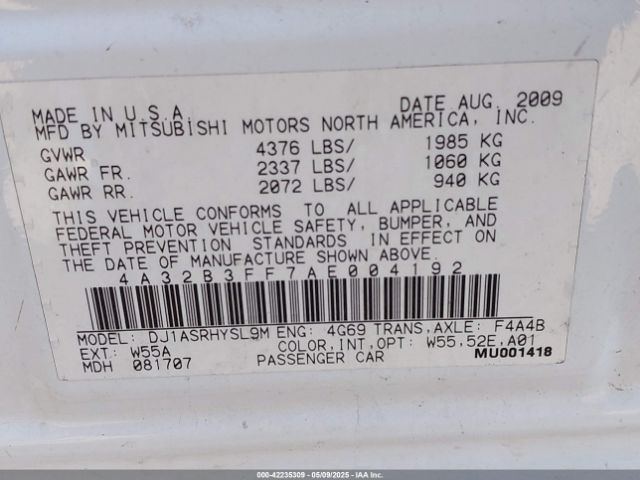 MADE IN U.S.A. DATE AUG. 2009
MFD BY MITSUBISHI MOTORS NORTH AMERICA, INC.
GVWR 4376 LBS/ 1985 KG
GAWR FR. 2337 LBS/ 1060 KG
GAWR RR. 2072 LBS/ 940 KG
THIS VEHICLE CONFORMS TO ALL APPLICABLE
FEDERAL MOTOR VEHICLE SAFETY, BUMPER, AND
THEFT PREVENTION STANDARDS IN EFFECT ON
THE DATE OF MANUFACTURE SHOWN ABOVE.
4A32B3FF7AE004192
MODEL: DJ1ASRHYSL9M ENG: 4G69 TRANS,AXLE: F4A4B
EXT: W55A COLOR,INT,OPT: W55,52E,A01
MDH 081707 PASSENGER CAR MU001418
000-42235309 - 05/09/2025 - IAA Inc.